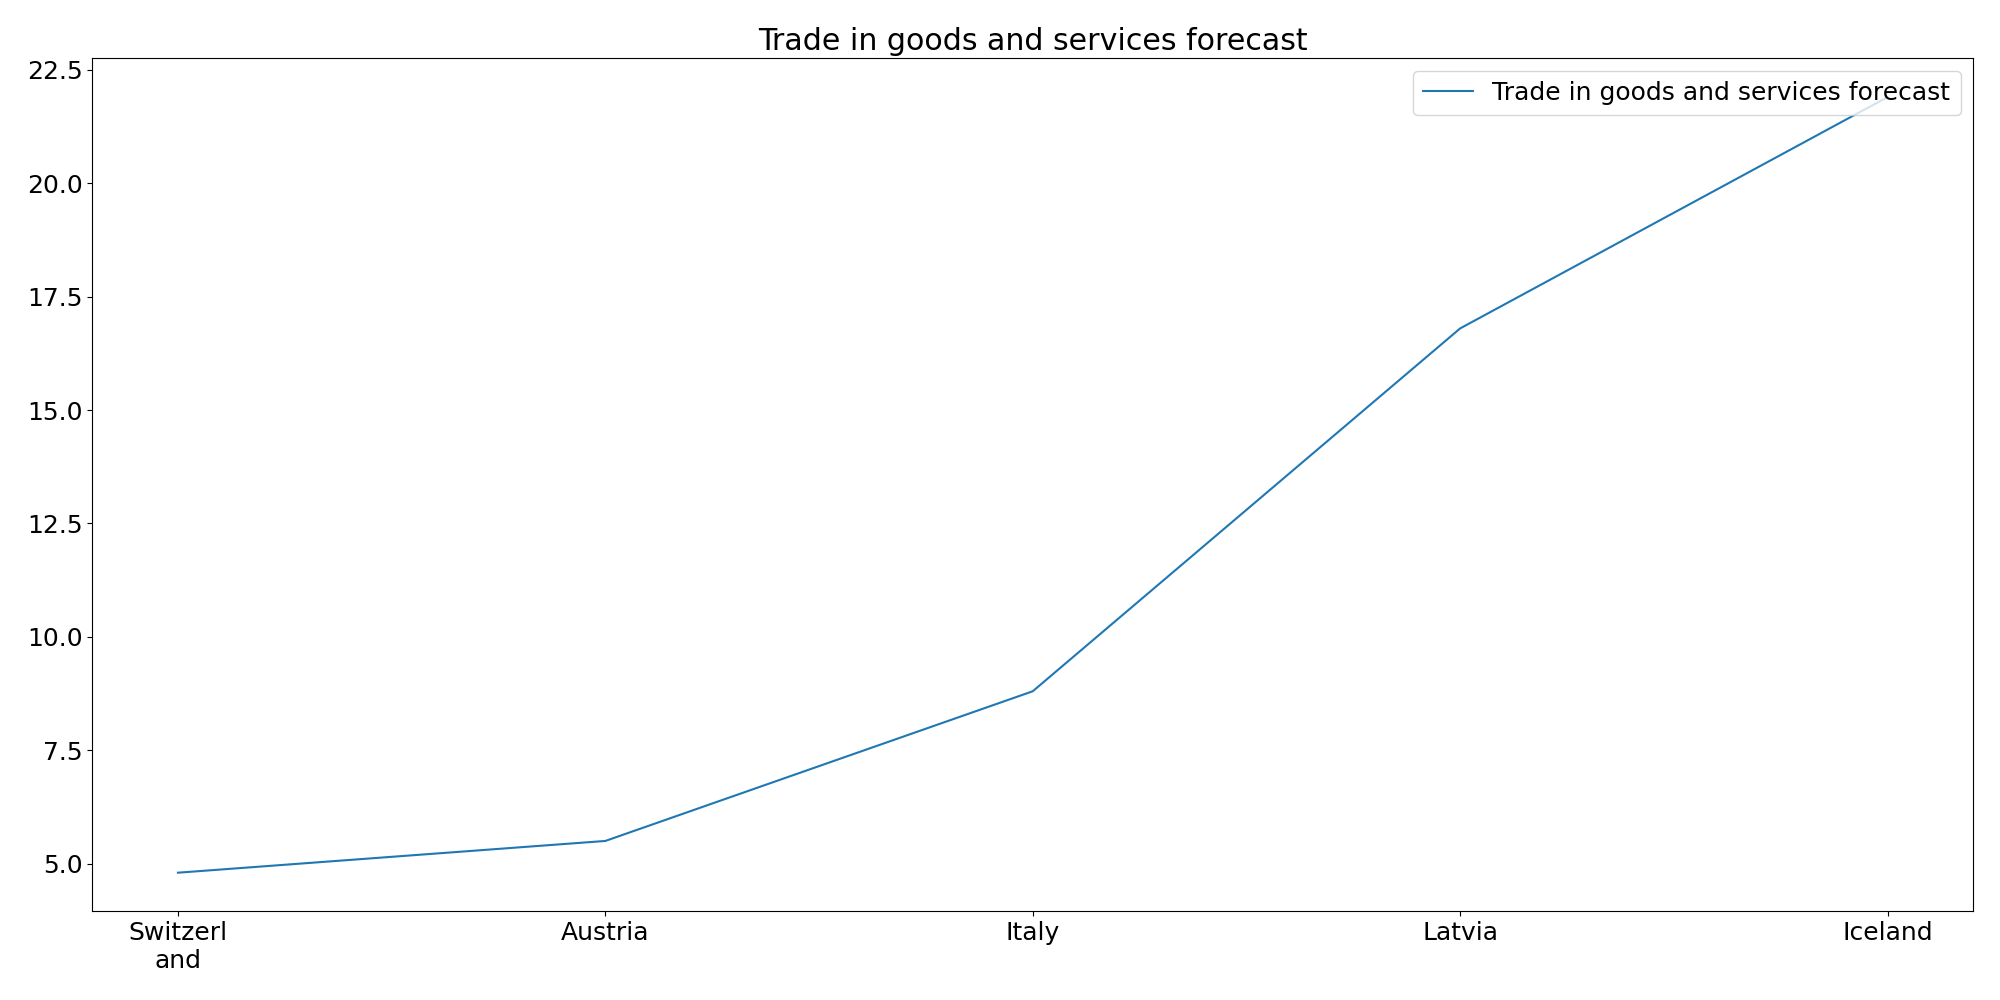 Trade in goods and services forecast
Trade in goods and services forecast
22.5
20.0
17.5
15.0
12.5
10.0
7.5
5.0
Switzerl
and
Austria
Italy
Latvia
Iceland